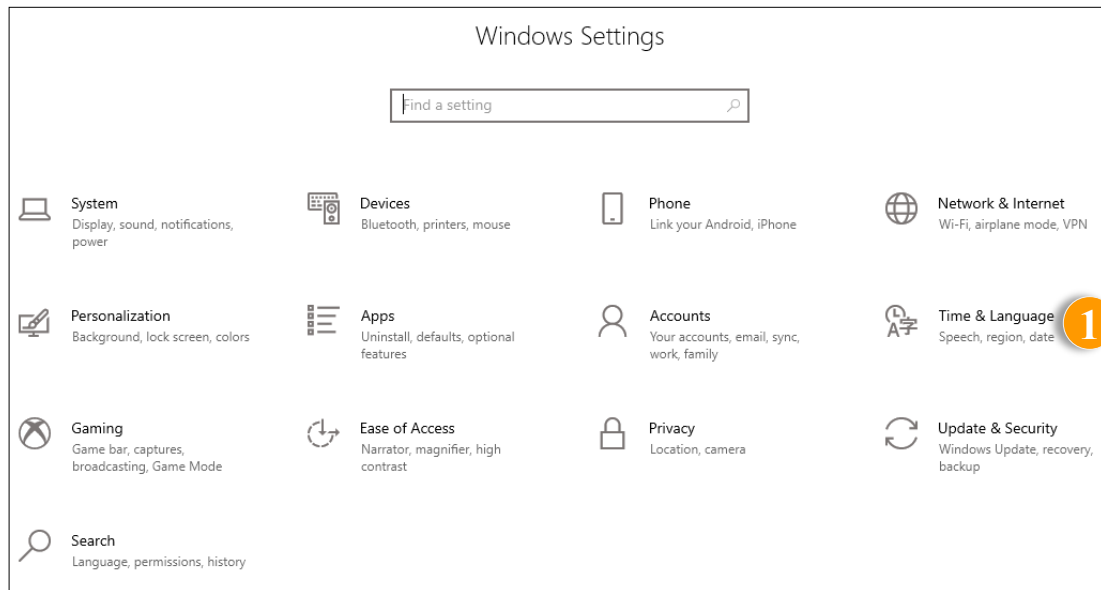 Windows Settings
Find a setting
System
Display, sound, notifications,
power
Devices
Bluetooth, printers, mouse
Phone
Link your Android, iPhone
Network & Internet
Wi-Fi, airplane mode, VPN
Personalization
Background, lock screen, colors
Apps
Uninstall, defaults, optional
features
Accounts
Your accounts, email, sync,
work, family
Time & Language
Speech, region, date
1
Gaming
Game bar, captures,
broadcasting, Game Mode
Ease of Access
Narrator, magnifier, high
contrast
Privacy
Location, camera
Update & Security
Windows Update, recovery,
backup
Search
Language, permissions, history